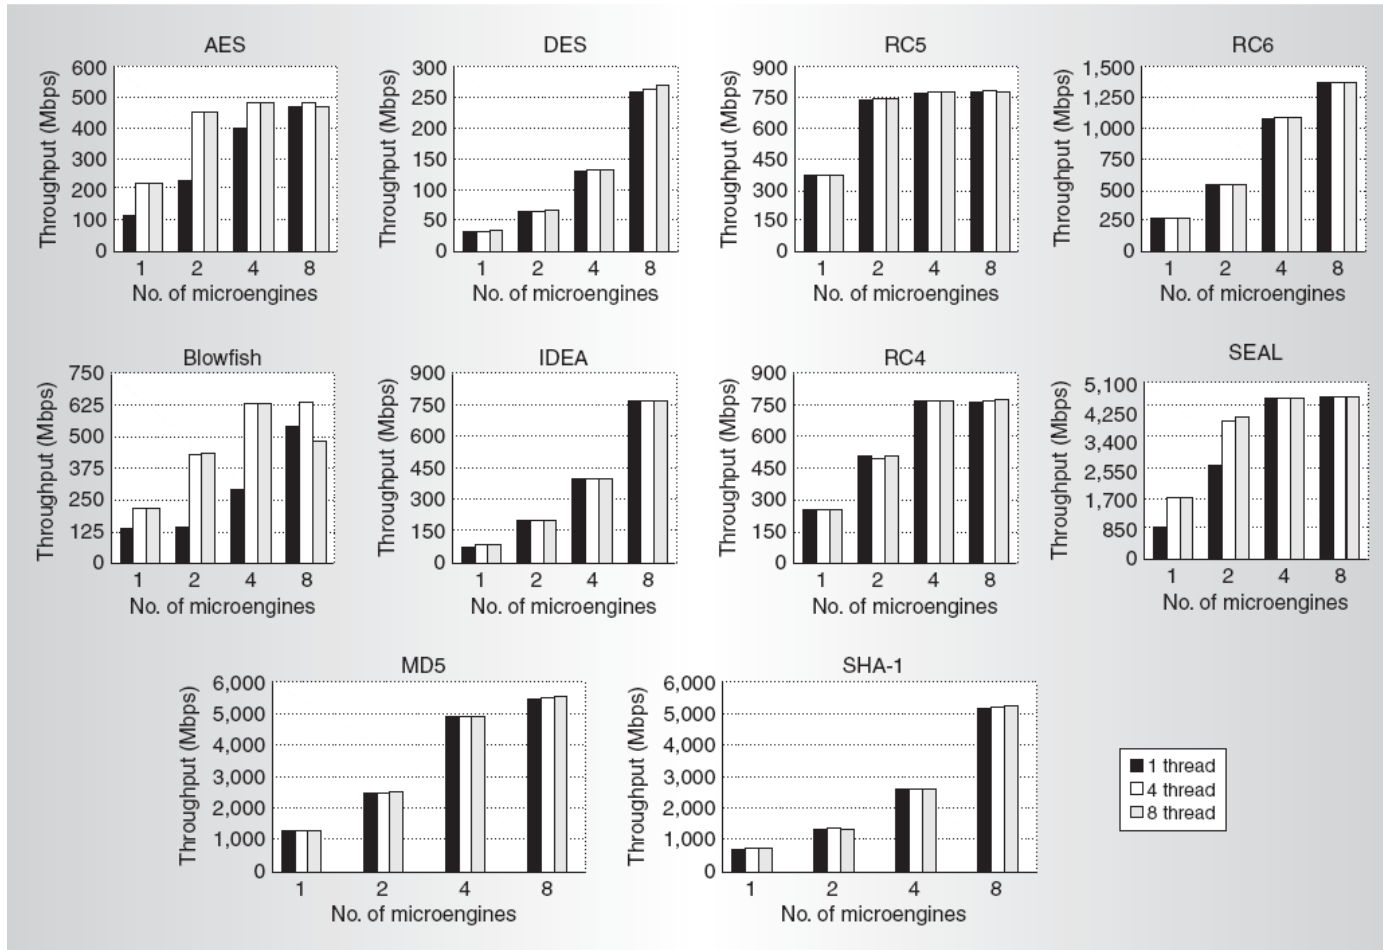 AES
Throughput (Mbps)
600
500
400
300
200
100
0
1 2 4 8
No. of microengines
DES
Throughput (Mbps)
300
250
200
150
100
50
0
1 2 4 8
No. of microengines
RC5
Throughput (Mbps)
900
750
600
450
300
150
0
1 2 4 8
No. of microengines
RC6
Throughput (Mbps)
1,500
1,250
1,000
750
500
250
0
1 2 4 8
No. of microengines
Blowfish
Throughput (Mbps)
750
625
500
375
250
125
0
1 2 4 8
No. of microengines
IDEA
Throughput (Mbps)
900
750
600
450
300
150
0
1 2 4 8
No. of microengines
RC4
Throughput (Mbps)
900
750
600
450
300
150
0
1 2 4 8
No. of microengines
SEAL
Throughput (Mbps)
5,100
4,250
3,400
2,550
1,700
850
0
1 2 4 8
No. of microengines
MD5
Throughput (Mbps)
6,000
5,000
4,000
3,000
2,000
1,000
0
1 2 4 8
No. of microengines
SHA-1
Throughput (Mbps)
6,000
5,000
4,000
3,000
2,000
1,000
0
1 2 4 8
No. of microengines
1 thread
4 thread
8 thread